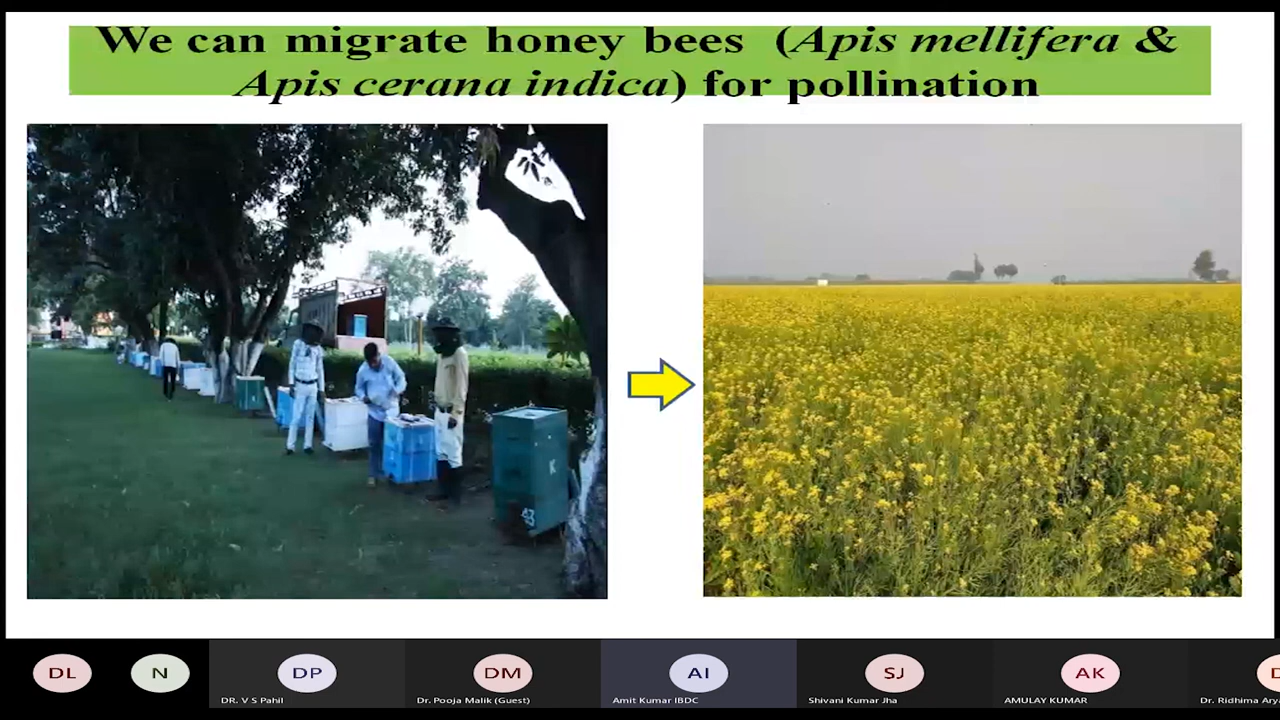 We can migrate honey bees (Apis mellifera &
Apis cerana indica) for pollination
K
43
DL
N
DP
DM
AI
SJ
AK
D
DR. V S Pahil
Dr. Pooja Malik (Guest)
Amit Kumar IBDC
Shivani Kumar Jha
AMULAY KUMAR
Dr. Ridhima Ary